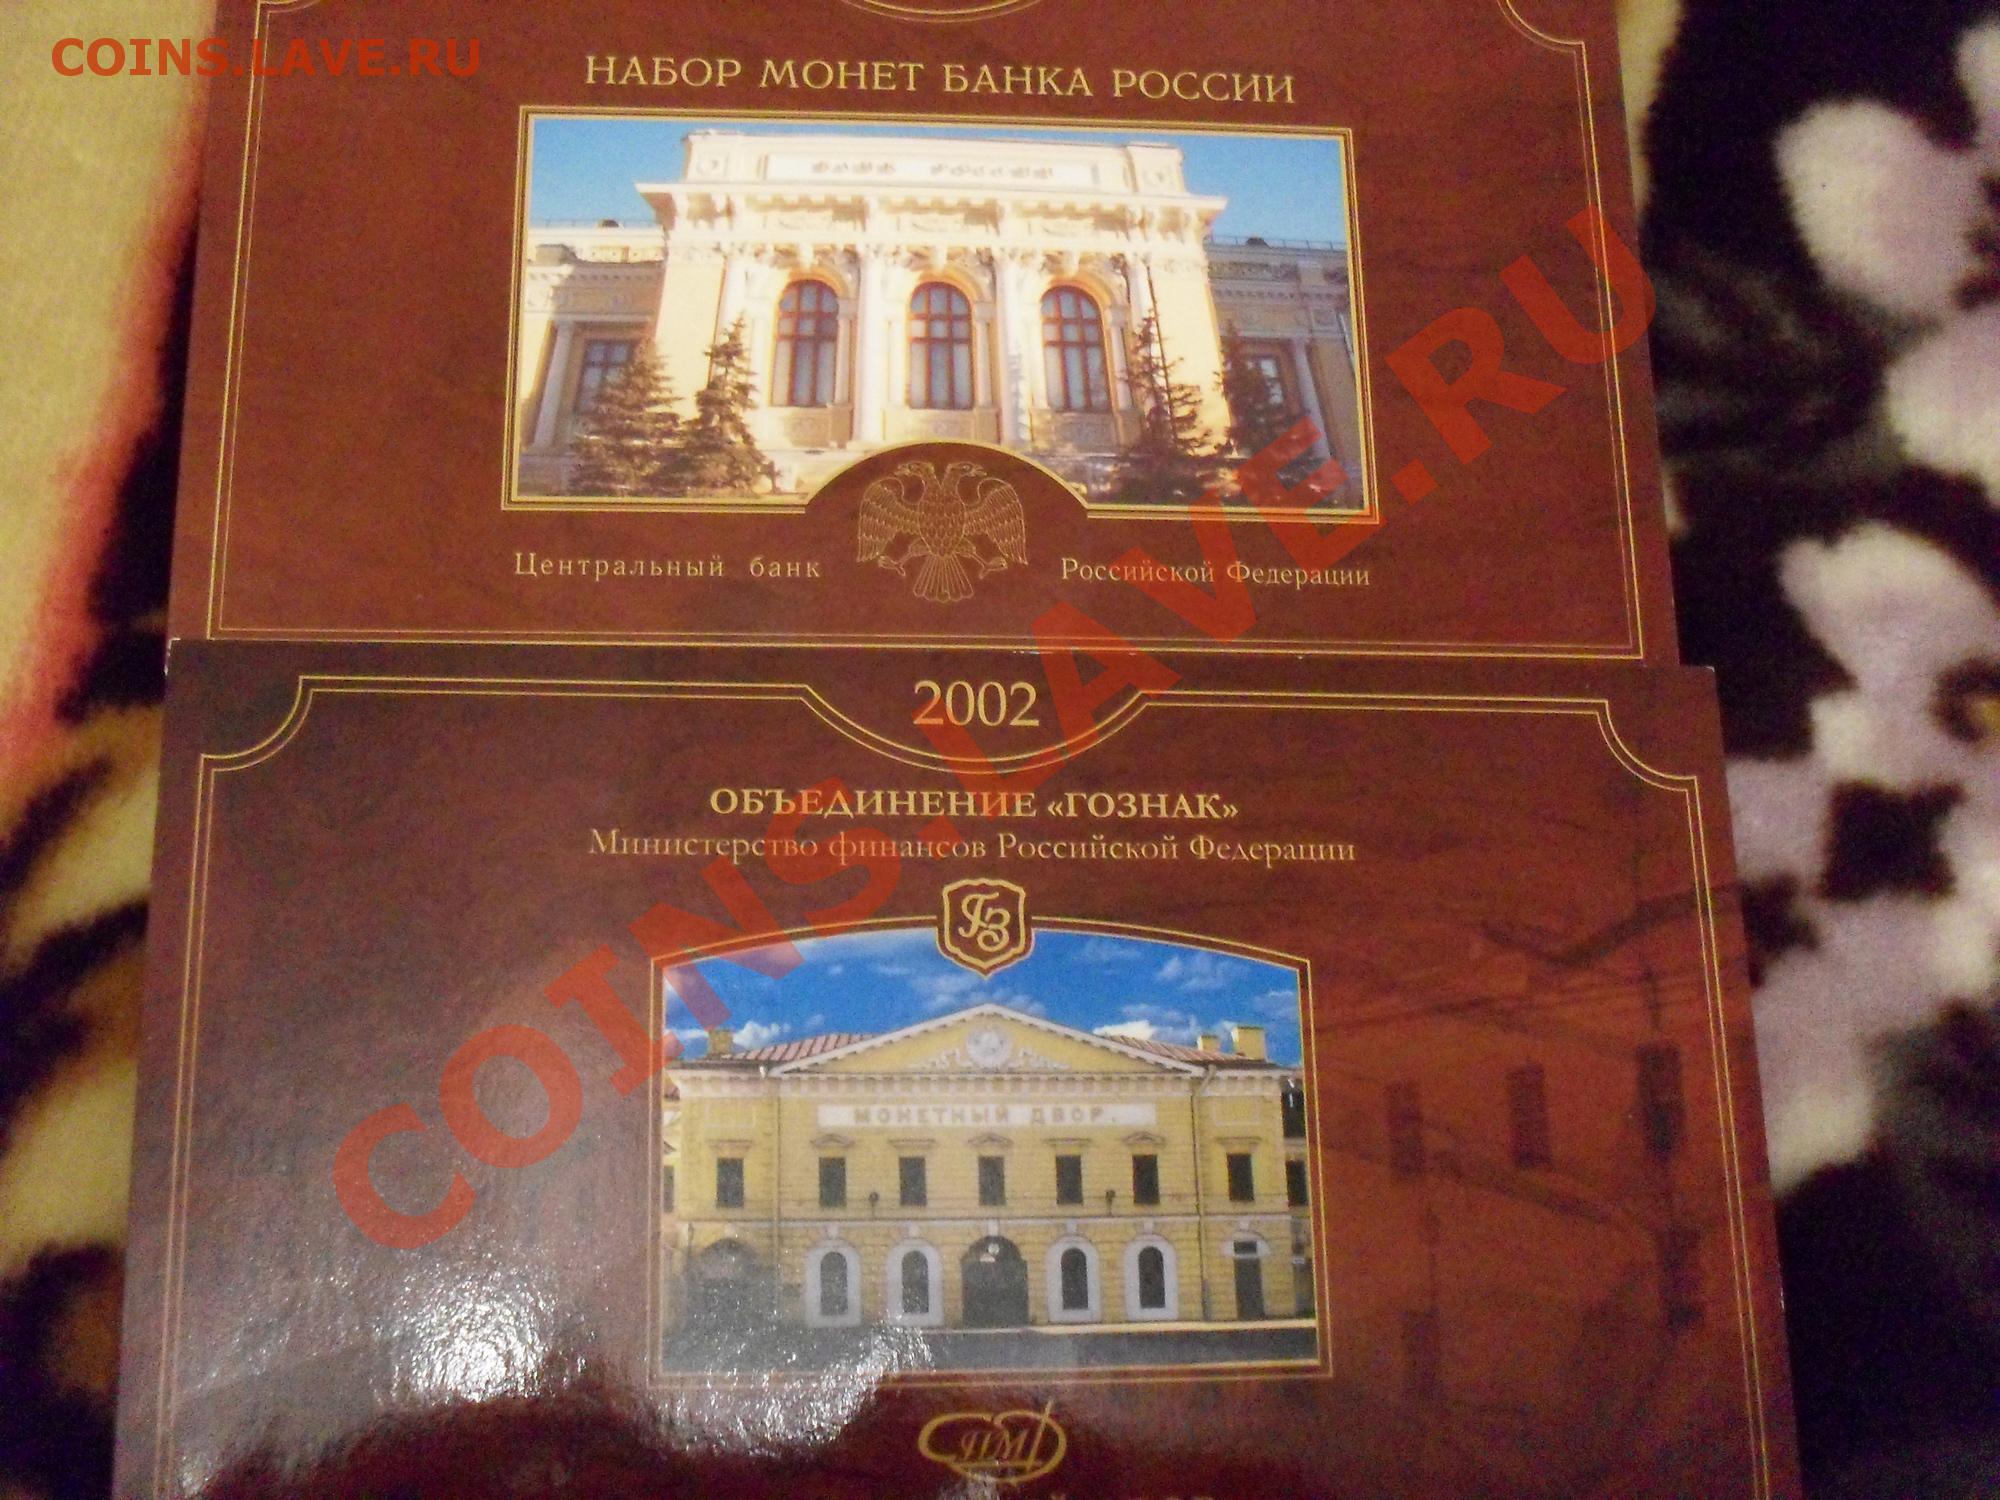 COINS.LAVE.RU
НАБОР МОНЕТ БАНКА РОССИИ
БАНК РОССИИ
Центральный банк Российской Федерации
2002
ОБЪЕДИНЕНИЕ «ГОЗНАК»
Министерство финансов Российской Федерации
ГЗ
МОНЕТНЫЙ ДВОР.
СПМД
COINS.LAVE.RU